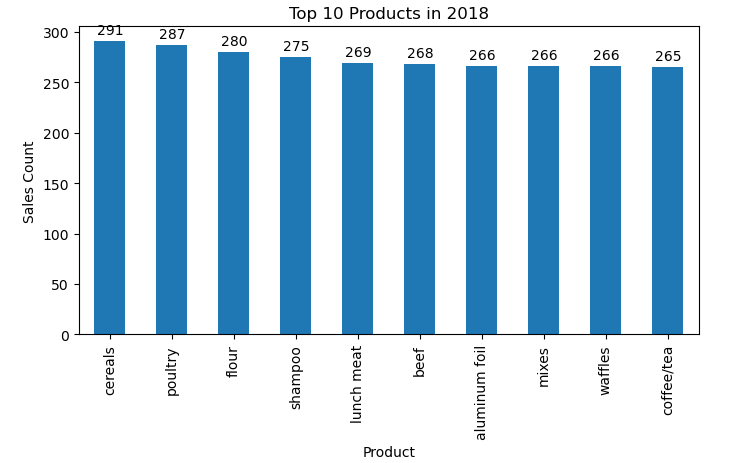 Top 10 Products in 2018
291 287 280 275 269 268 266 266 266 265
300
250
200
150
100
50
0
Sales Count
cereals poultry flour shampoo lunch meat beef aluminum foil mixes waffles coffee/tea
Product